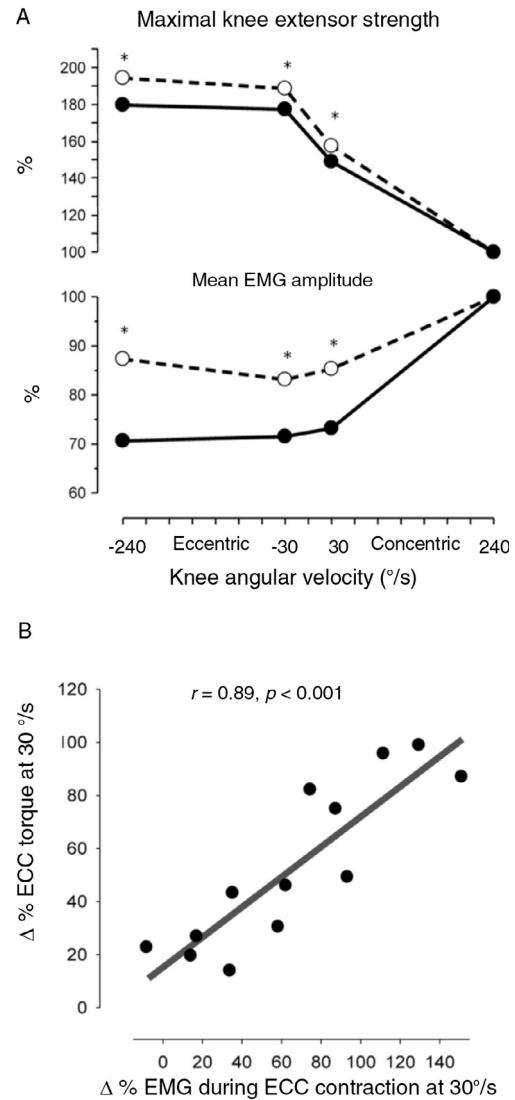 A
Maximal knee extensor strength
200
180
160
140
120
100
%
* * *
Mean EMG amplitude
100
90
80
70
60
%
* * *
-240 Eccentric -30 30 Concentric 240
Knee angular velocity (°/s)
B
r = 0.89, p < 0.001
120
100
80
60
40
20
0
Δ % ECC torque at 30 °/s
0 20 40 60 80 100 120 140
Δ % EMG during ECC contraction at 30°/s